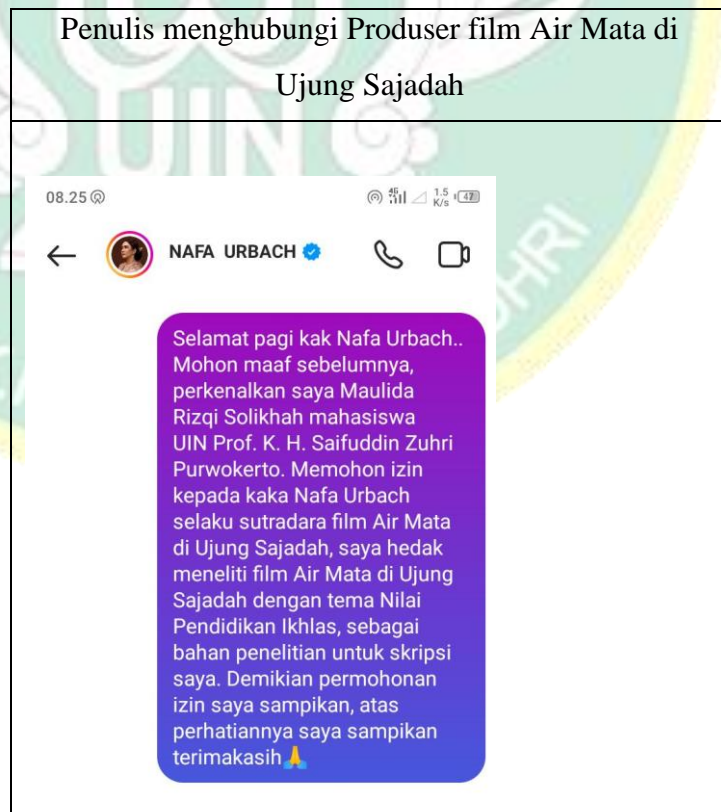 Penulis menghubungi Produser film Air Mata di
Ujung Sajadah
UIN
08.25
1.5
K/s
47
NAFA URBACH
Selamat pagi kak Nafa Urbach..
Mohon maaf sebelumnya,
perkenalkan saya Maulida
Rizqi Solikhah mahasiswa
UIN Prof. K. H. Saifuddin Zuhri
Purwokerto. Memohon izin
kepada kaka Nafa Urbach
selaku sutradara film Air Mata
di Ujung Sajadah, saya hedak
meneliti film Air Mata di Ujung
Sajadah dengan tema Nilai
Pendidikan Ikhlas, sebagai
bahan penelitian untuk skripsi
saya. Demikian permohonan
izin saya sampikan, atas
perhatiannya saya sampikan
terimakasih🙏